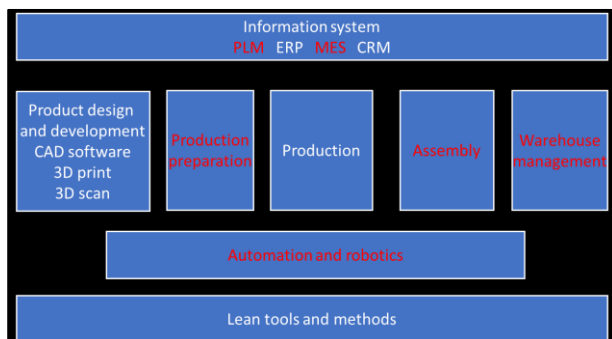 Information system
PLM ERP MES CRM
Product design
and development
CAD software
3D print
3D scan
Production
preparation
Production
Assembly
Warehouse
management
Automation and robotics
Lean tools and methods